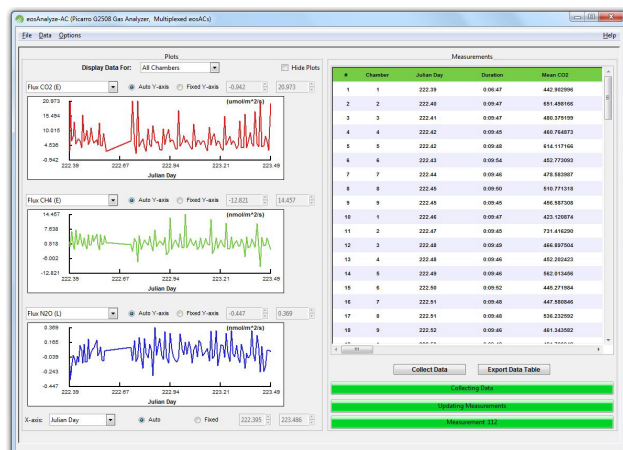 eosAnalyze-AC (Picarro G2508 Gas Analyzer, Multiplexed eosACs)
File Data Options Help
Plots
Display Data For: All Chambers Hide Plots
Flux CO2 (E) Auto Y-axis Fixed Y-axis -0.942 20.973
(umol/m^2/s)
20.973
15.494
10.015
4.536
-0.942
222.39 222.67 222.94 223.21 223.49
Julian Day
Flux CH4 (E) Auto Y-axis Fixed Y-axis -12.821 14.457
(nmol/m^2/s)
14.457
7.638
0.818
-6.002
-12.821
222.39 222.67 222.94 223.21 223.49
Julian Day
Flux N2O (L) Auto Y-axis Fixed Y-axis -0.447 0.369
(nmol/m^2/s)
0.369
0.165
-0.039
-0.243
-0.447
222.39 222.67 222.94 223.21 223.49
Julian Day
X-axis: Julian Day Auto Fixed 222.395 223.486
Measurements
# Chamber Julian Day Duration Mean CO2
1 1 222.39 0:06:47 442.902996
2 2 222.40 0:09:47 651.498165
3 3 222.41 0:09:47 480.378199
4 4 222.42 0:09:45 460.764873
5 5 222.42 0:09:48 514.117166
6 6 222.43 0:09:54 452.773093
7 7 222.44 0:09:46 478.583987
8 8 222.45 0:09:50 510.771318
9 9 222.45 0:09:45 496.587308
10 1 222.46 0:09:47 423.120874
11 2 222.47 0:09:45 731.416290
12 3 222.48 0:09:49 466.897504
13 4 222.48 0:09:46 452.202423
14 5 222.49 0:09:46 562.013456
15 6 222.50 0:09:52 445.271984
16 7 222.51 0:09:48 447.580846
17 8 222.51 0:09:48 536.232592
18 9 222.52 0:09:46 461.343582
Collect Data Export Data Table
Collecting Data
Updating Measurements
Measurement 112